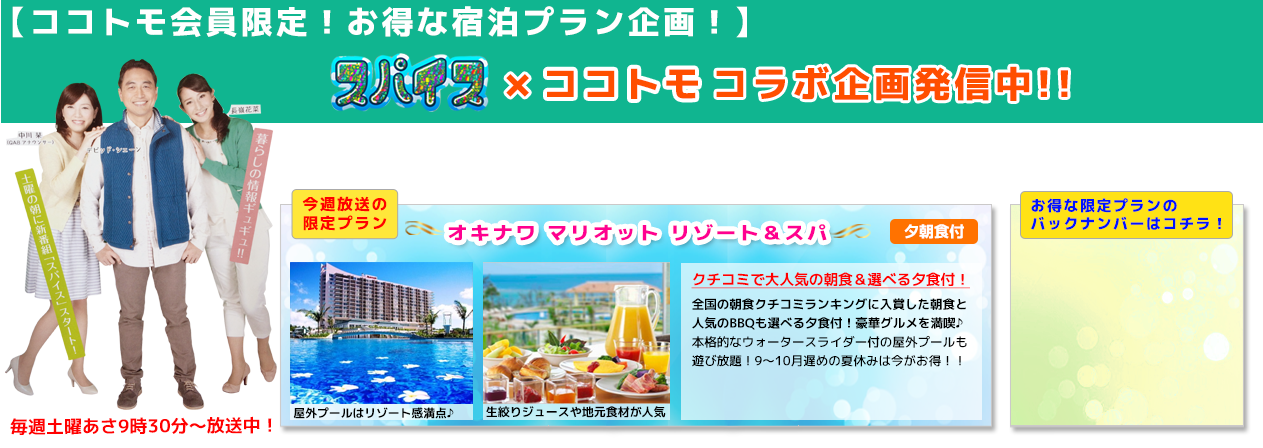 【ココトモ会員限定！お得な宿泊プラン企画！】
スパイス × ココトモ コラボ企画発信中!!
長嶺花菜
中川 栞
(QABアナウンサー)
デビッド・シェーン
暮らしの情報ギュギュ!!
土曜の朝に新番組「スパイス」スタート！
毎週土曜あさ9時30分～放送中！
今週放送の
限定プラン
オキナワ マリオット リゾート＆スパ
夕朝食付
屋外プールはリゾート感満点♪
生絞りジュースや地元食材が人気
クチコミで大人気の朝食＆選べる夕食付！
全国の朝食クチコミランキングに入賞した朝食と
人気のBBQも選べる夕食付！豪華グルメを満喫♪
本格的なウォータースライダー付の屋外プールも
遊び放題！9～10月遅めの夏休みは今がお得！！
お得な限定プランの
バックナンバーはコチラ！